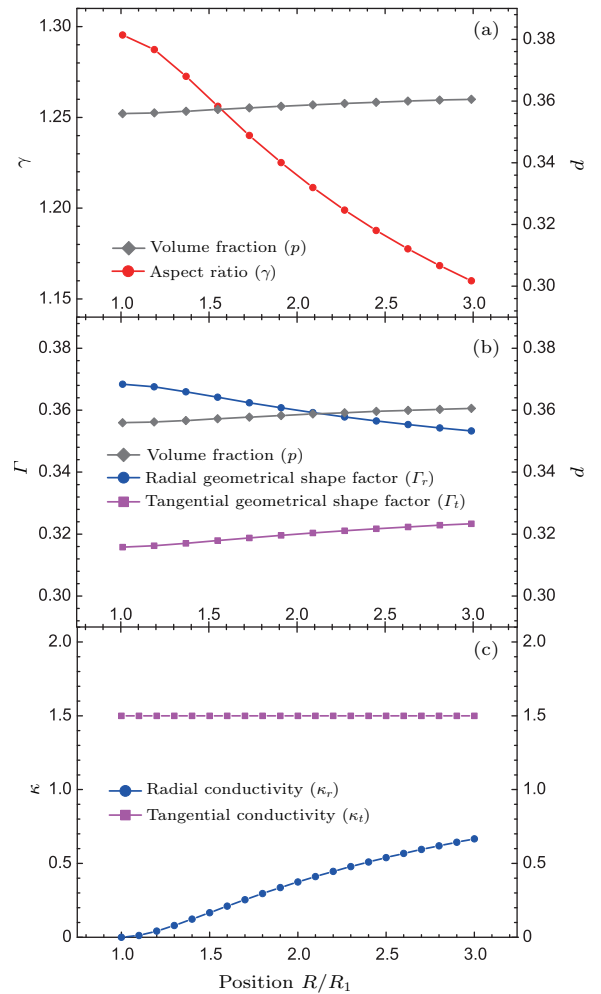 (a)
1.30
1.25
1.20
1.15
γ
0.38
0.36
0.34
0.32
0.30
p
Volume fraction (p)
Aspect ratio (γ)
1.0 1.5 2.0 2.5 3.0
(b)
0.38
0.36
0.34
0.32
0.30
Γ
0.38
0.36
0.34
0.32
0.30
p
Volume fraction (p)
Radial geometrical shape factor (Γr)
Tangential geometrical shape factor (Γt)
1.0 1.5 2.0 2.5 3.0
(c)
2.0
1.5
1.0
0.5
0
κ
2.0
1.5
1.0
0.5
0
Radial conductivity (κr)
Tangential conductivity (κt)
1.0 1.5 2.0 2.5 3.0
Position R/R1